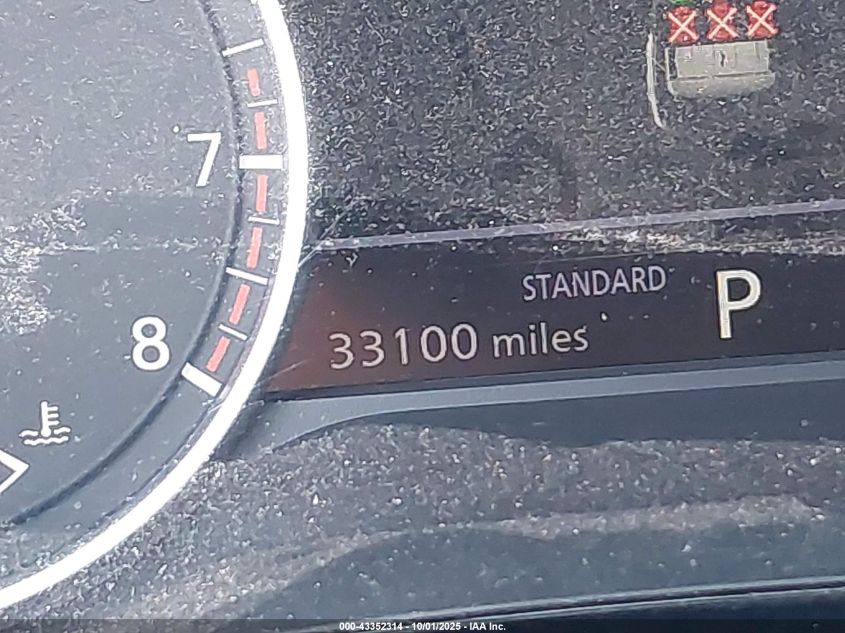 7
STANDARD P
33100 miles
8
000-43352314 - 10/01/2025 - IAA Inc.